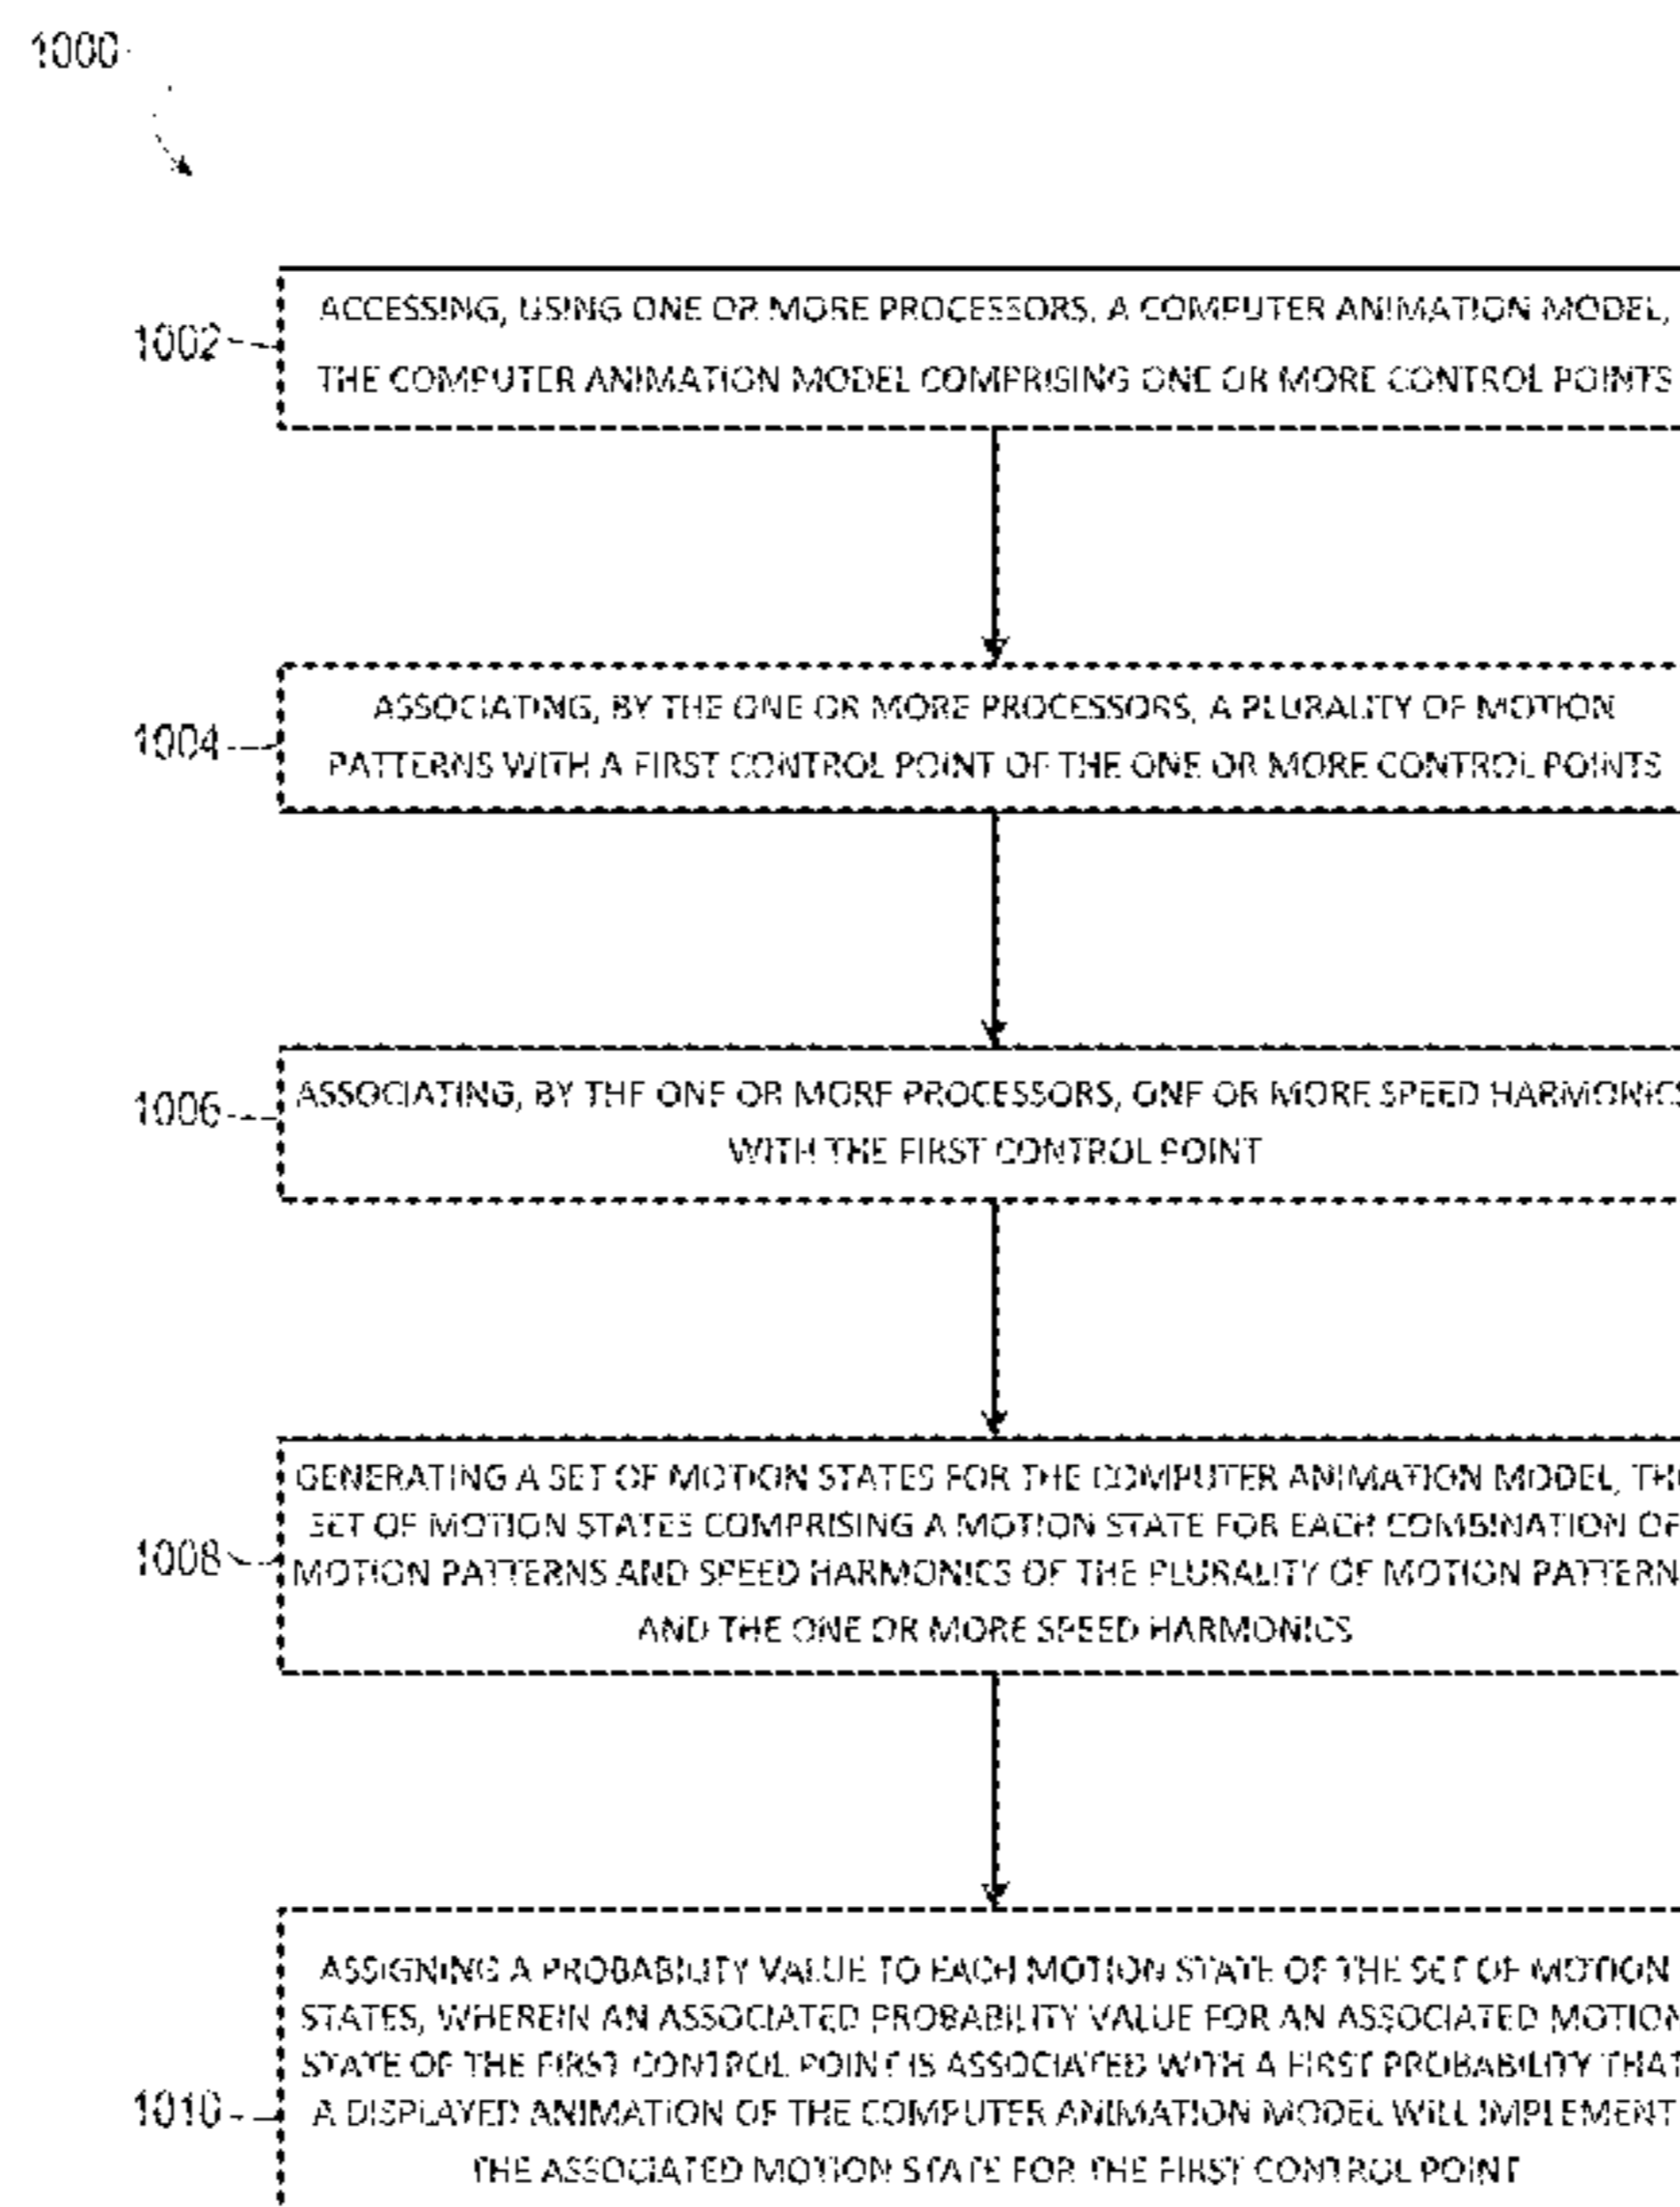 1000
1002
ACCESSING, USING ONE OR MORE PROCESSORS, A COMPUTER ANIMATION MODEL,
THE COMPUTER ANIMATION MODEL COMPRISING ONE OR MORE CONTROL POINTS
1004
ASSOCIATING, BY THE ONE OR MORE PROCESSORS, A PLURALITY OF MOTION
PATTERNS WITH A FIRST CONTROL POINT OF THE ONE OR MORE CONTROL POINTS
1006
ASSOCIATING, BY THE ONE OR MORE PROCESSORS, ONE OR MORE SPEED HARMONICS
WITH THE FIRST CONTROL POINT
1008
GENERATING A SET OF MOTION STATES FOR THE COMPUTER ANIMATION MODEL, THE
SET OF MOTION STATES COMPRISING A MOTION STATE FOR EACH COMBINATION OF
MOTION PATTERNS AND SPEED HARMONICS OF THE PLURALITY OF MOTION PATTERN
AND THE ONE OR MORE SPEED HARMONICS
1010
ASSIGNING A PROBABILITY VALUE TO EACH MOTION STATE OF THE SET OF MOTION
STATES, WHEREIN AN ASSOCIATED PROBABILITY VALUE FOR AN ASSOCIATED MOTION
STATE OF THE FIRST CONTROL POINT IS ASSOCIATED WITH A FIRST PROBABILITY THAT
A DISPLAYED ANIMATION OF THE COMPUTER ANIMATION MODEL WILL IMPLEMENT
THE ASSOCIATED MOTION STATE FOR THE FIRST CONTROL POINT